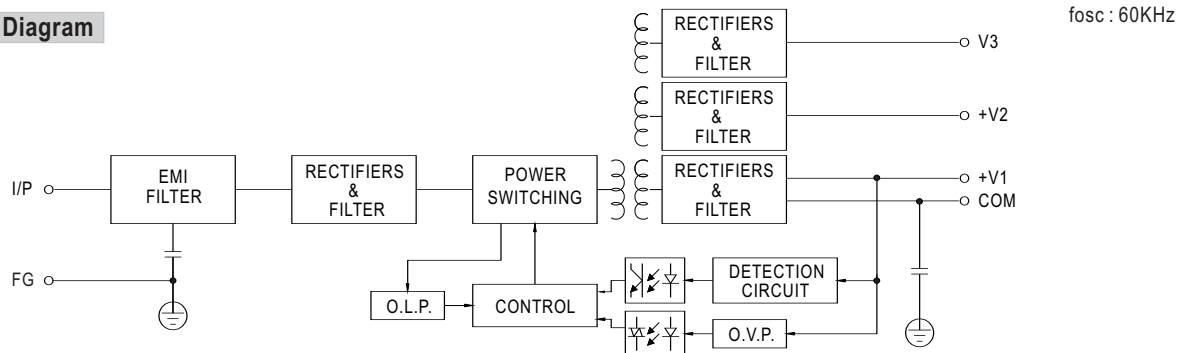 Diagram
fosc : 60KHz
RECTIFIERS
&
FILTER
V3
RECTIFIERS
&
FILTER
+V2
I/P
EMI
FILTER
RECTIFIERS
&
FILTER
POWER
SWITCHING
RECTIFIERS
&
FILTER
+V1
COM
FG
O.L.P.
CONTROL
DETECTION
CIRCUIT
O.V.P.